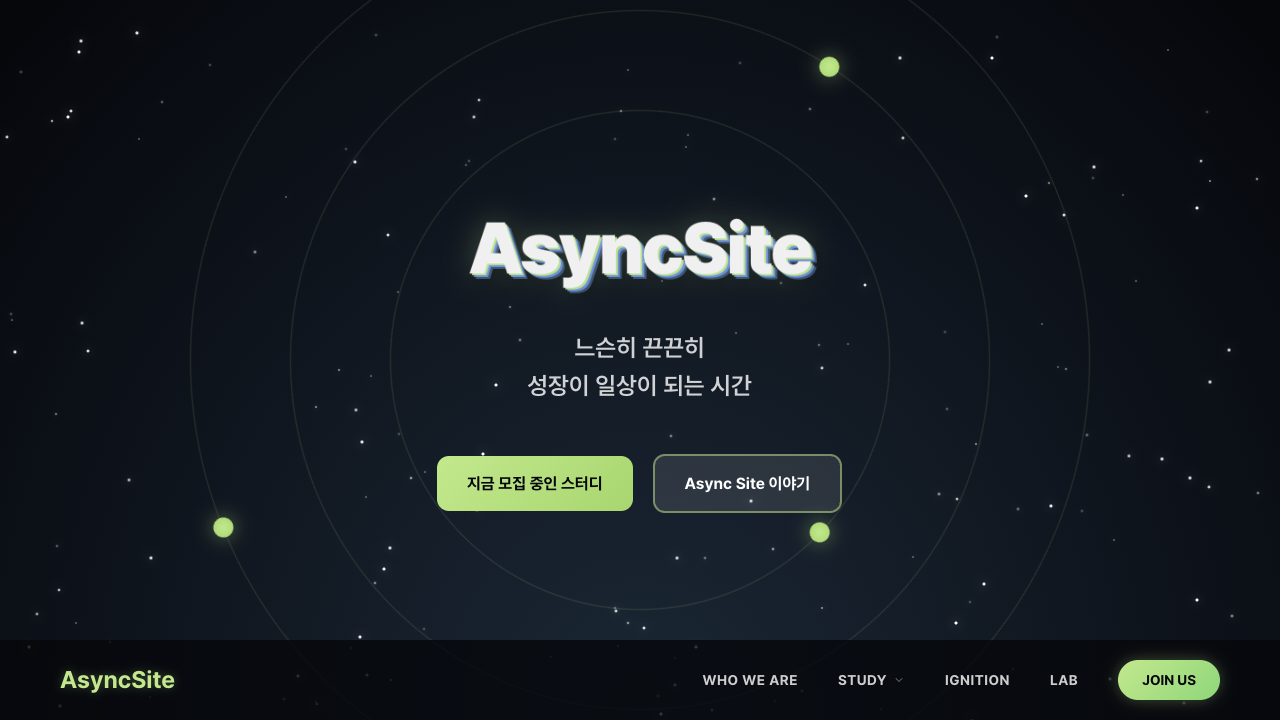 AsyncSite
느슨히 끈끈히
성장이 일상이 되는 시간
지금 모집 중인 스터디
Async Site 이야기
AsyncSite
WHO WE ARE
STUDY
IGNITION
LAB
JOIN US